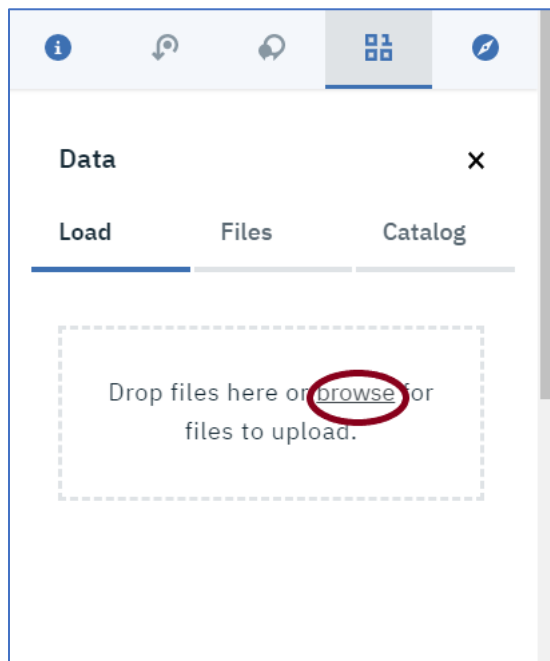 Data
Load Files Catalog
Drop files here or browse for
files to upload.